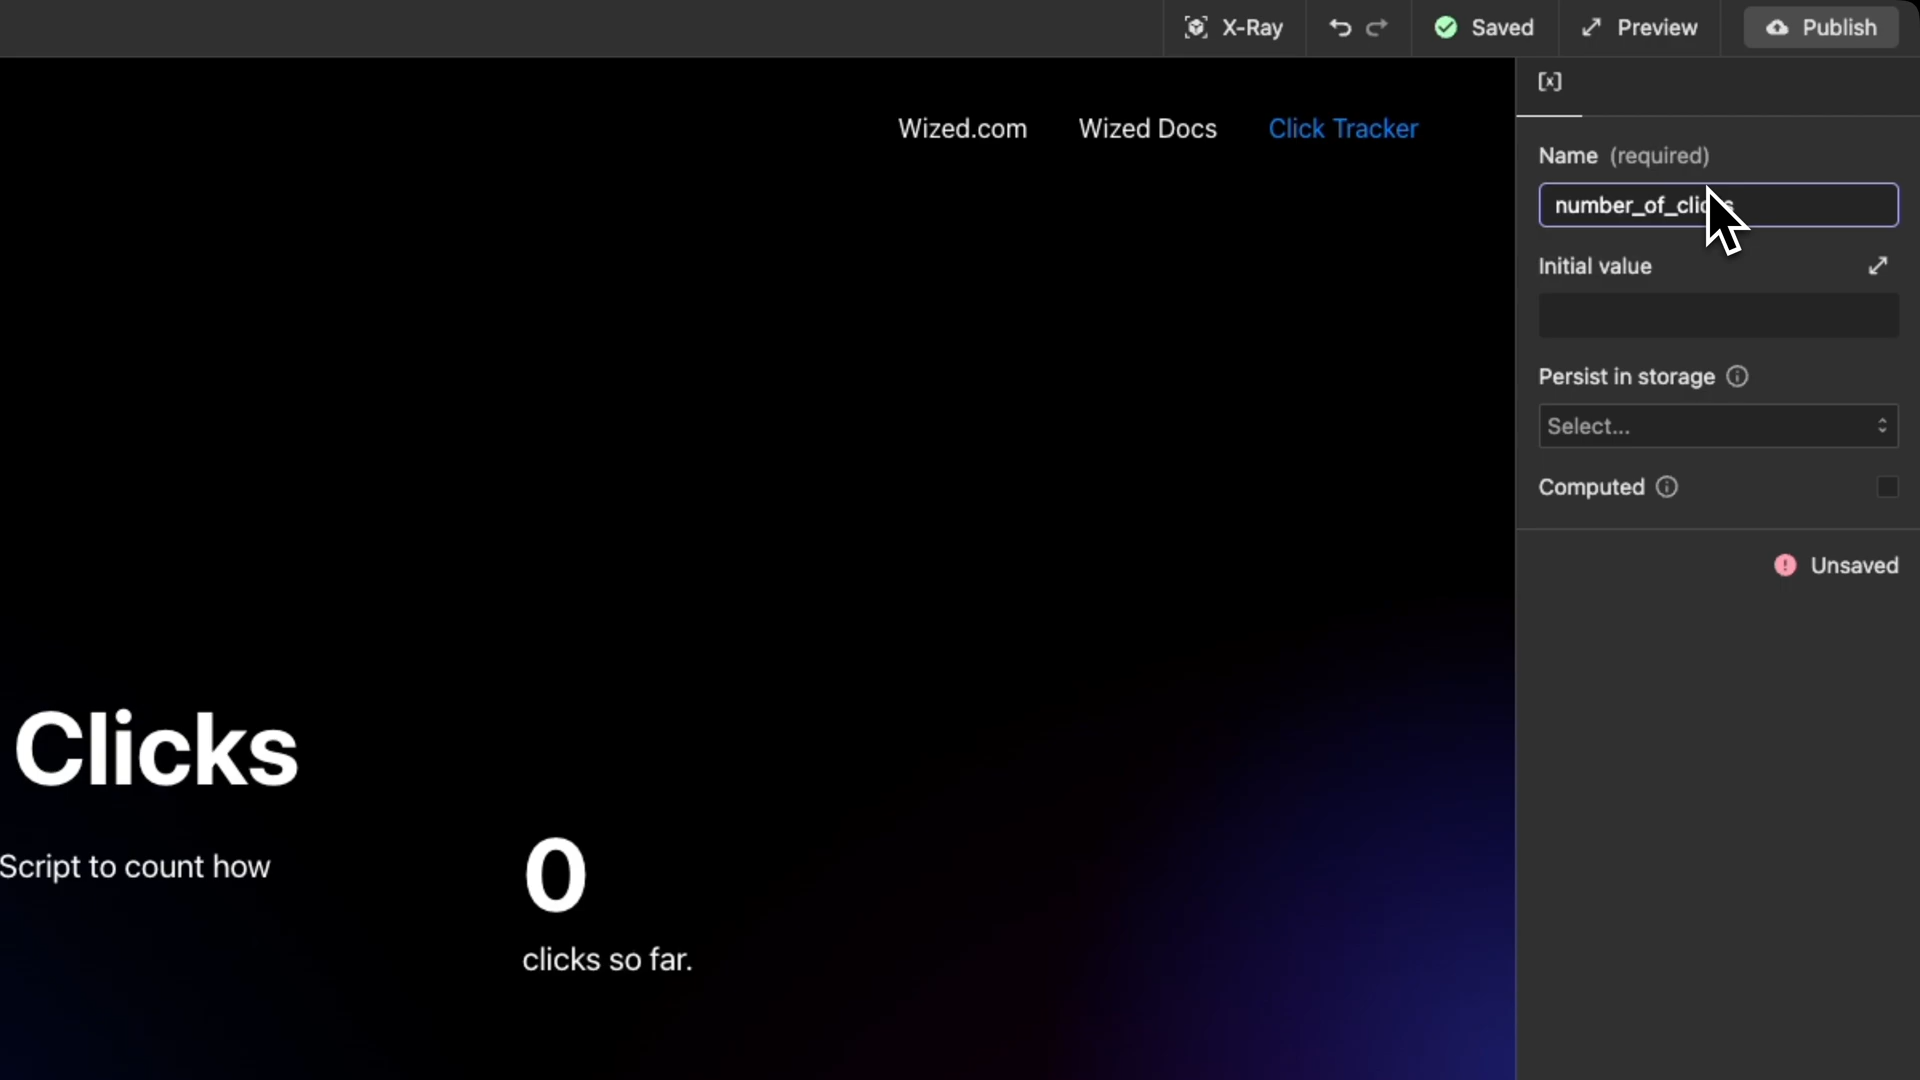 X-Ray
Saved
Preview
Publish
Wized.com
Wized Docs
Click Tracker
Name (required)
number_of_clicks
Initial value
Persist in storage
Select...
Computed
Unsaved
Clicks
Script to count how
0
clicks so far.